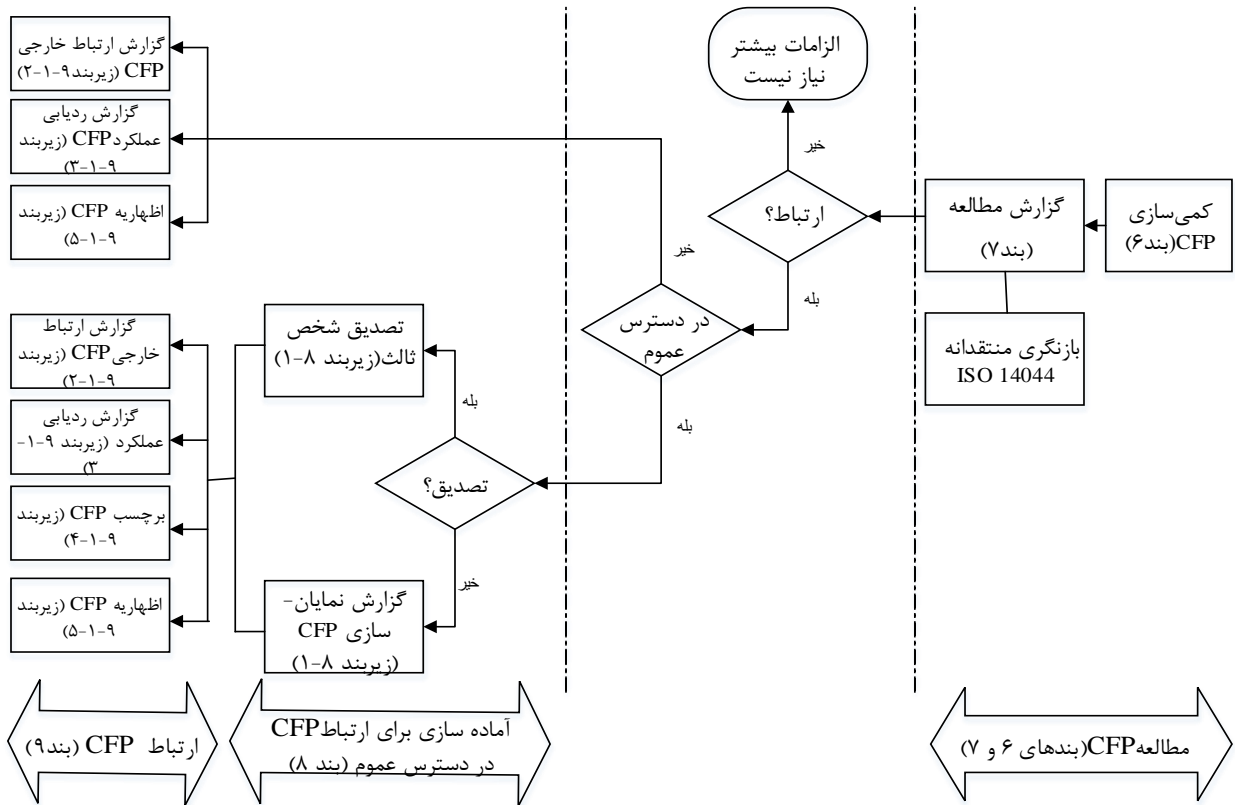 کمی‌سازی
CFP(بند۶)
گزارش مطالعه
(بند۷)
بازنگری منتقدانه
ISO 14044
الزامات بیشتر
نیاز نیست
خیر
ارتباط؟
بله
خیر
در دسترس
عموم
بله
تصدیق شخص
ثالث(زیربند ۸-۱)
بله
تصدیق؟
خیر
گزارش نمایان-
سازی CFP
(زیربند ۸-۱)
گزارش ارتباط خارجی
CFP (زیربند۹-۱-۲)
گزارش ردیابی
عملکردCFP (زیربند
۹-۱-۳)
اظهاریه CFP (زیربند
۹-۱-۵)
گزارش ارتباط
خارجیCFP (زیربند
۹-۱-۲)
گزارش ردیابی
عملکرد (زیربند ۹-۱-
۳)
برچسب CFP (زیربند
۹-۱-۴)
اظهاریه CFP (زیربند
۹-۱-۵)
مطالعهCFP(بندهای ۶ و ۷)
آماده سازی برای ارتباطCFP
در دسترس عموم (بند ۸)
ارتباط CFP (بند۹)